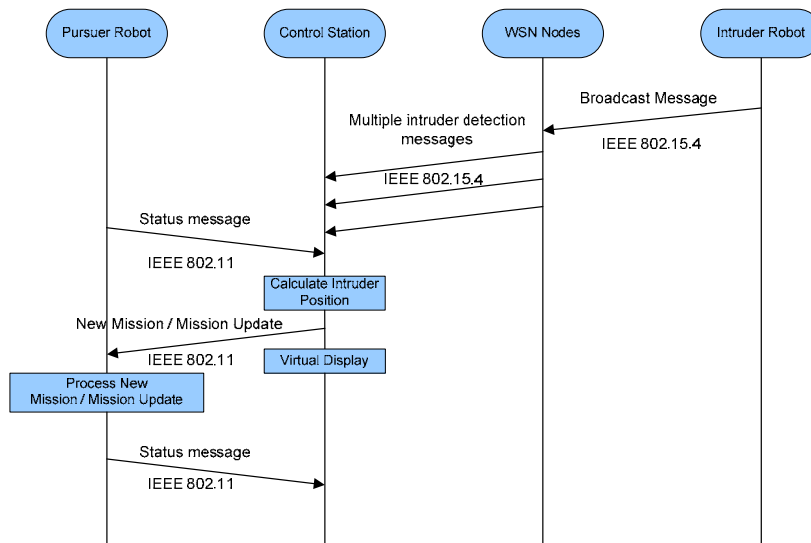 Pursuer Robot
Control Station
WSN Nodes
Intruder Robot
Broadcast Message
IEEE 802.15.4
Multiple intruder detection
messages
IEEE 802.15.4
Status message
IEEE 802.11
Calculate Intruder
Position
New Mission / Mission Update
IEEE 802.11
Virtual Display
Process New
Mission / Mission Update
Status message
IEEE 802.11